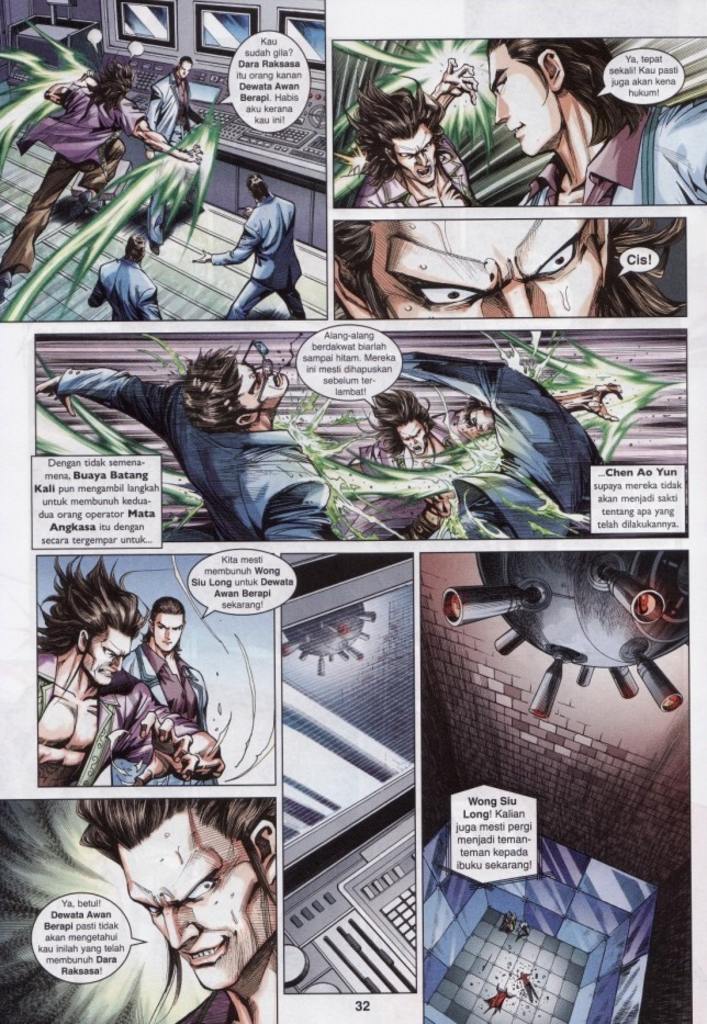 Kau
sudah gila?
Dara Raksasa
itu orang kanan
Dewata Awan
Berapi. Habis
aku kerana
kau ini!
Ya, tepat
sekali! Kau pasti
juga akan kena
hukum!
Cis!
Alang-alang
berdakwat biarlah
sampai hitam. Mereka
ini mesti dihapuskan
sebelum ter-
lambat!
Dengan tidak semena-
mena, Buaya Batang
Kali pun mengambil langkah
untuk membunuh kedua-
dua orang operator Mata
Angkasa itu dengan
secara tergempar untuk...
...Chen Ao Yun
supaya mereka tidak
akan menjadi saksi
tentang apa yang
telah dilakukannya.
Kita mesti
membunuh Wong
Siu Long untuk Dewata
Awan Berapi
sekarang!
Wong Siu
Long! Kalian
juga mesti pergi
menjadi teman-
teman kepada
ibuku sekarang!
Ya, betul!
Dewata Awan
Berapi pasti tidak
akan mengetahui
kau inilah yang telah
membunuh Dara
Raksasa!
32